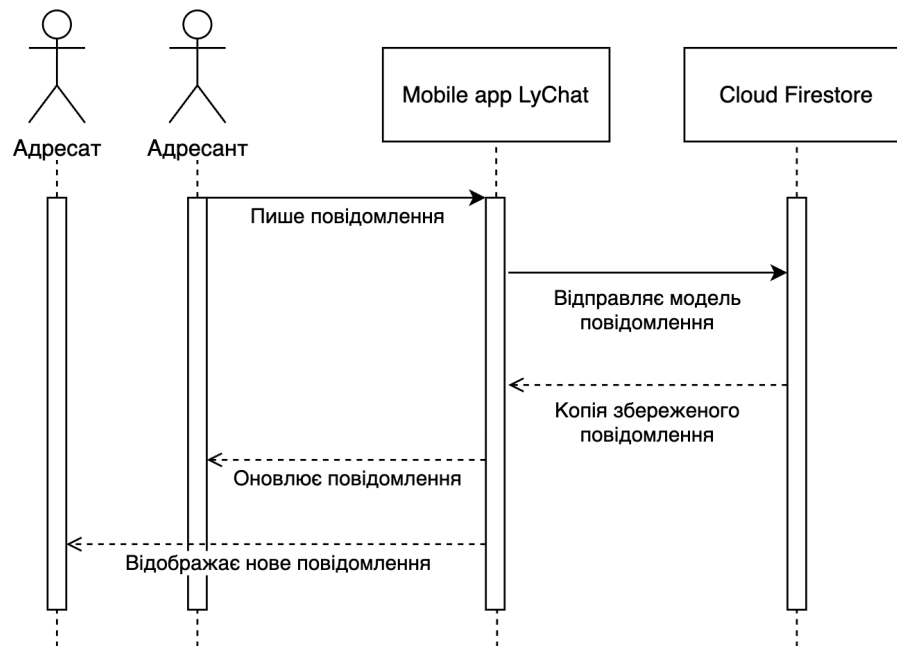 Адресат
Адресант
Mobile app LyChat
Cloud Firestore
Пише повідомлення
Відправляє модель
повідомлення
Копія збереженого
повідомлення
Оновлює повідомлення
Відображає нове повідомлення